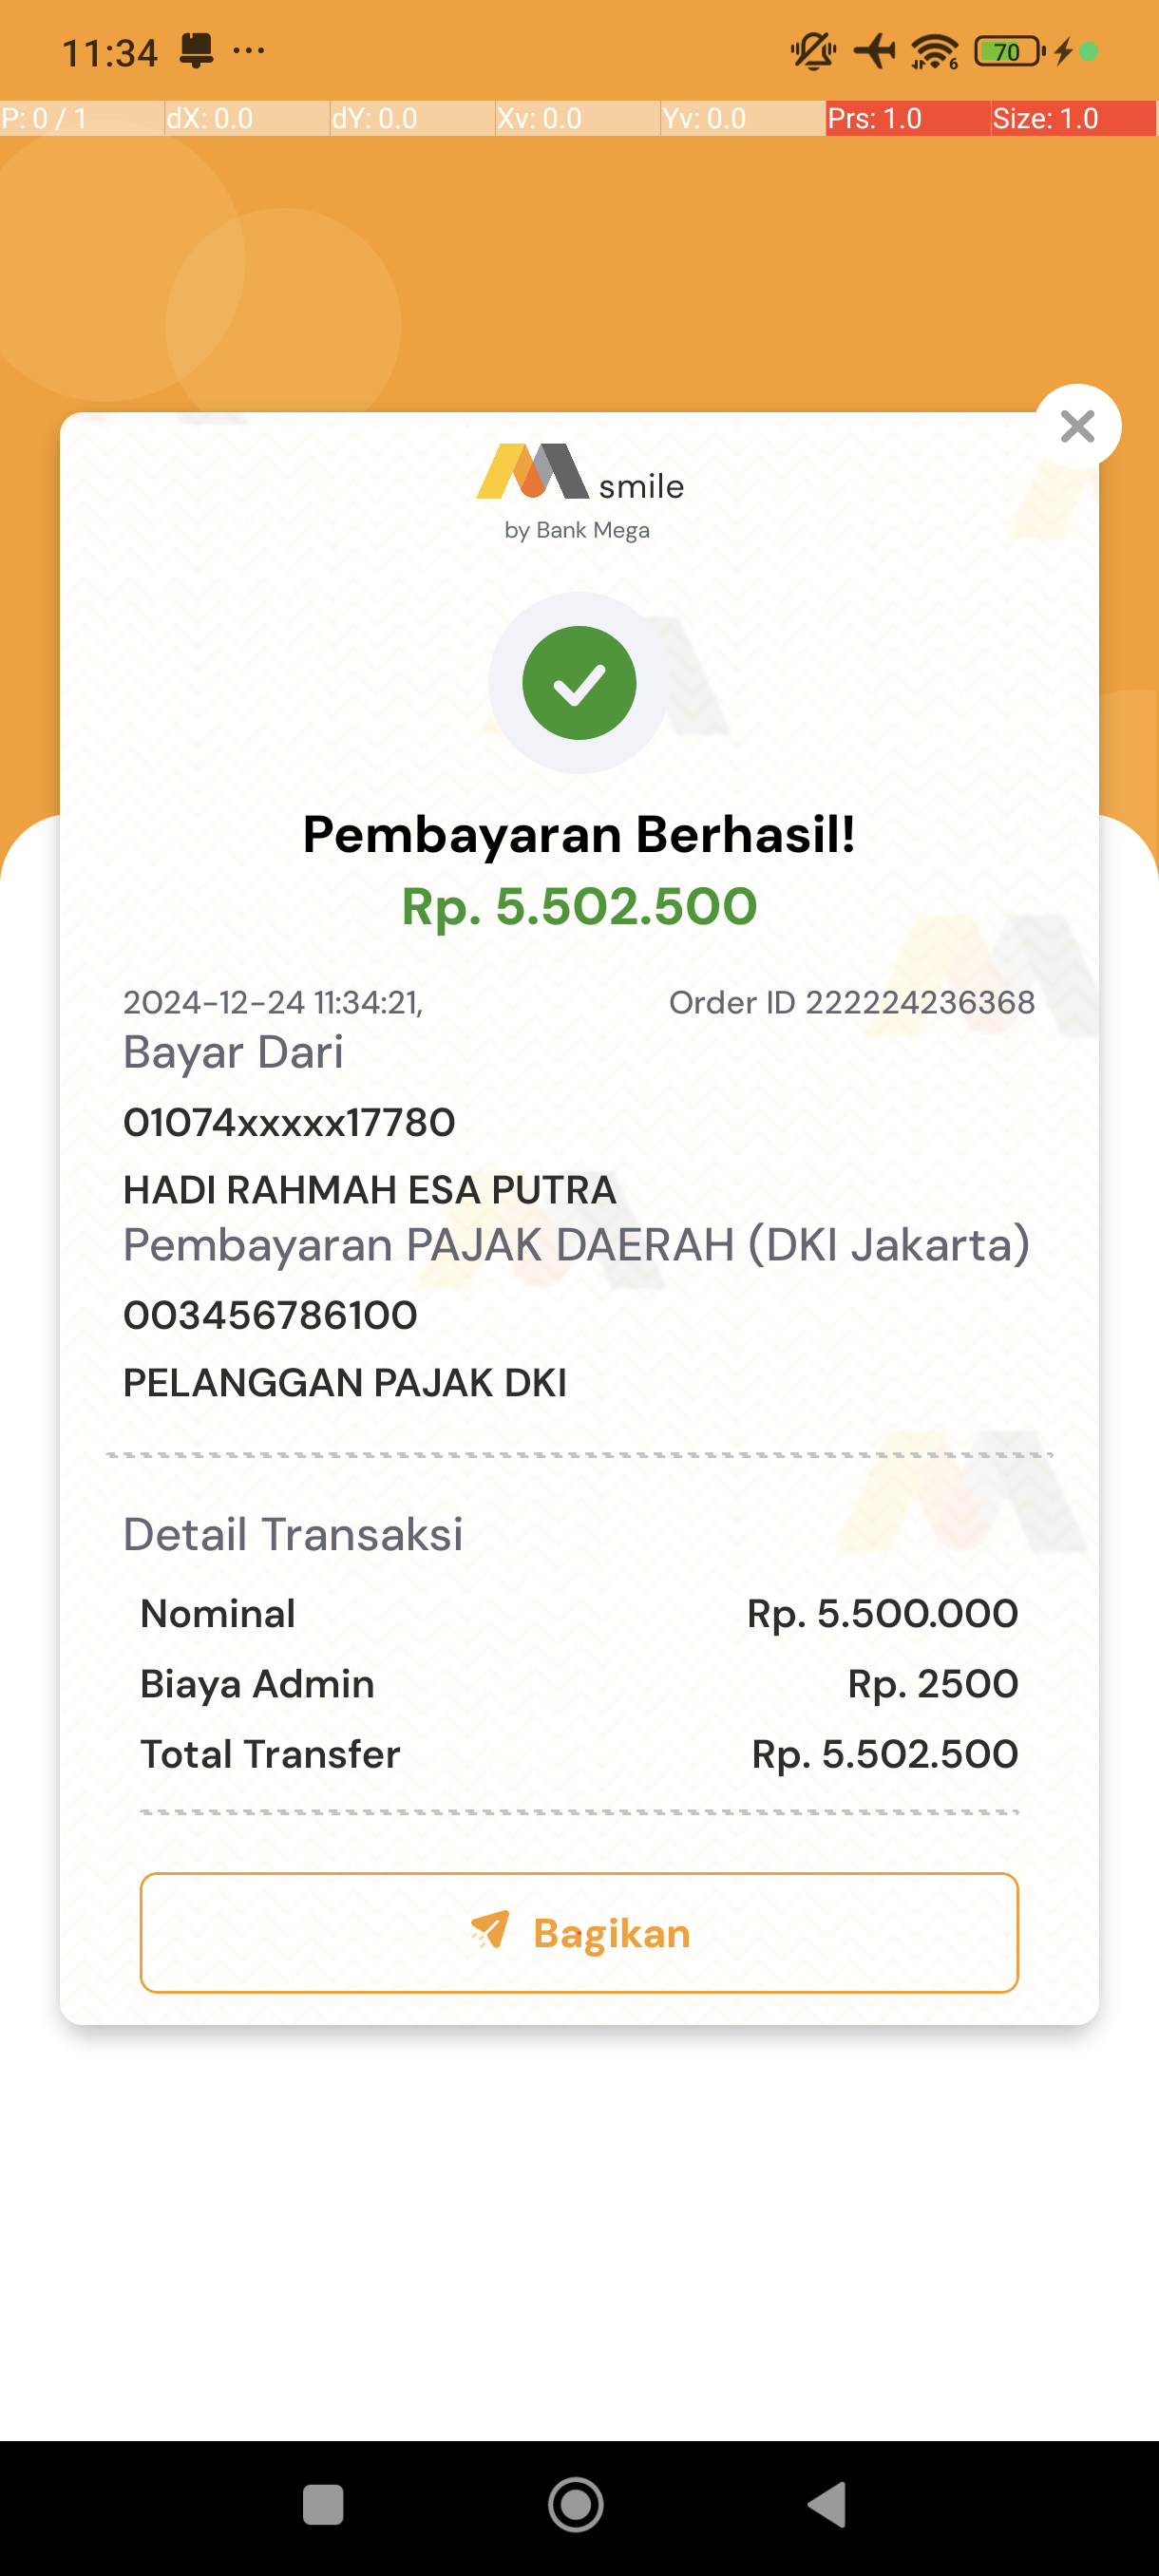 11:34 ...
6 70
P: 0 / 1 dX: 0.0 dY: 0.0 Xv: 0.0 Yv: 0.0 Prs: 1.0 Size: 1.0
smile
by Bank Mega
Pembayaran Berhasil!
Rp. 5.502.500
2024-12-24 11:34:21, Order ID 222224236368
Bayar Dari
01074xxxxx17780
HADI RAHMAH ESA PUTRA
Pembayaran PAJAK DAERAH (DKI Jakarta)
003456786100
PELANGGAN PAJAK DKI
Detail Transaksi
Nominal Rp. 5.500.000
Biaya Admin Rp. 2500
Total Transfer Rp. 5.502.500
Bagikan